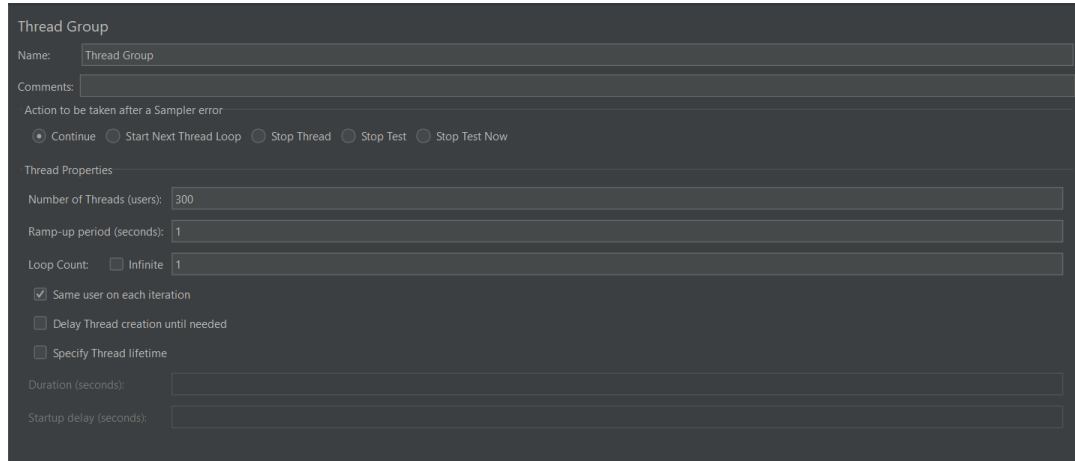 Thread Group
Name: Thread Group
Comments:
Action to be taken after a Sampler error
Continue Start Next Thread Loop Stop Thread Stop Test Stop Test Now
Thread Properties
Number of Threads (users): 300
Ramp-up period (seconds): 1
Loop Count: Infinite 1
Same user on each iteration
Delay Thread creation until needed
Specify Thread lifetime
Duration (seconds):
Startup delay (seconds):